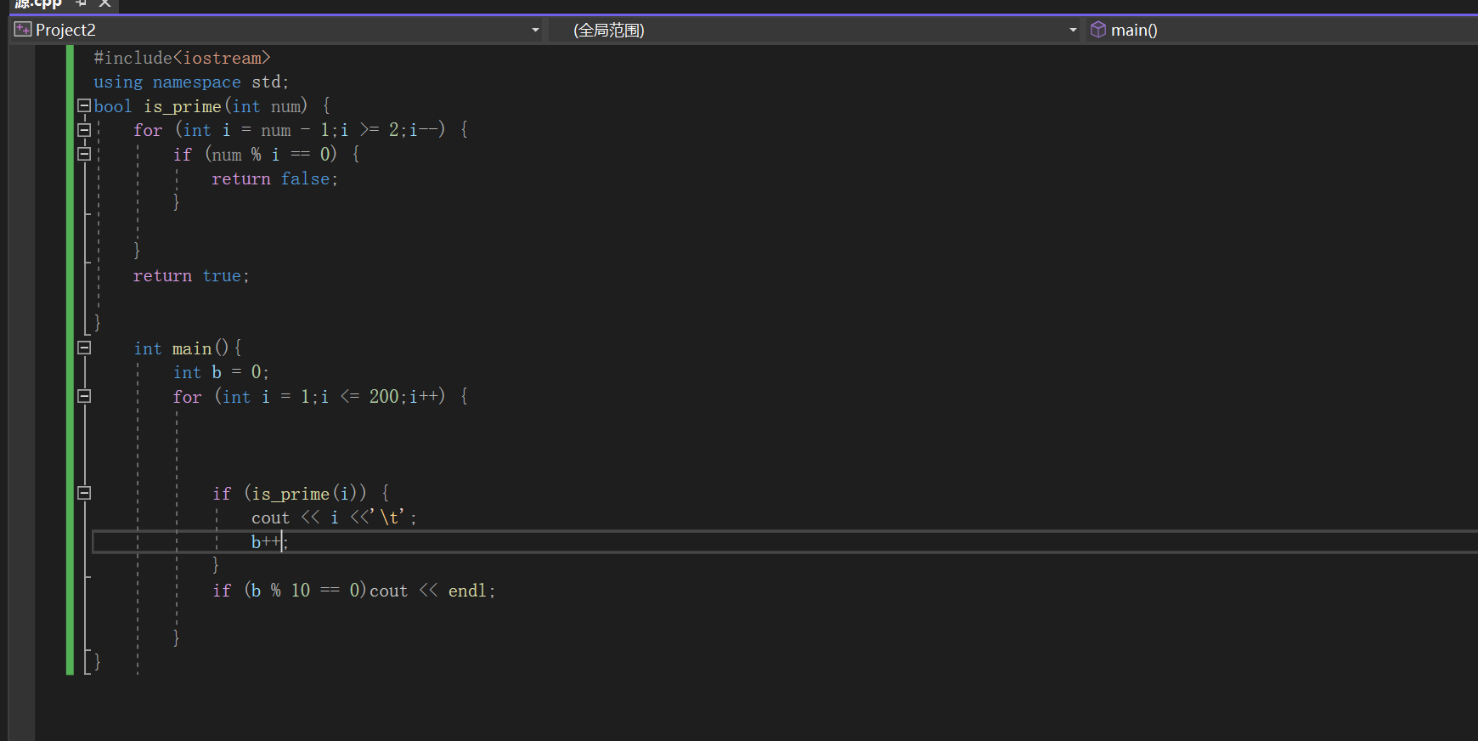 源.cpp
Project2 (全局范围) main()
#include<iostream>
using namespace std;
bool is_prime(int num) {
for (int i = num - 1;i >= 2;i--) {
if (num % i == 0) {
return false;
}
}
return true;
}
int main(){
int b = 0;
for (int i = 1;i <= 200;i++) {
if (is_prime(i)) {
cout << i <<'\t';
b++;
}
if (b % 10 == 0)cout << endl;
}
}